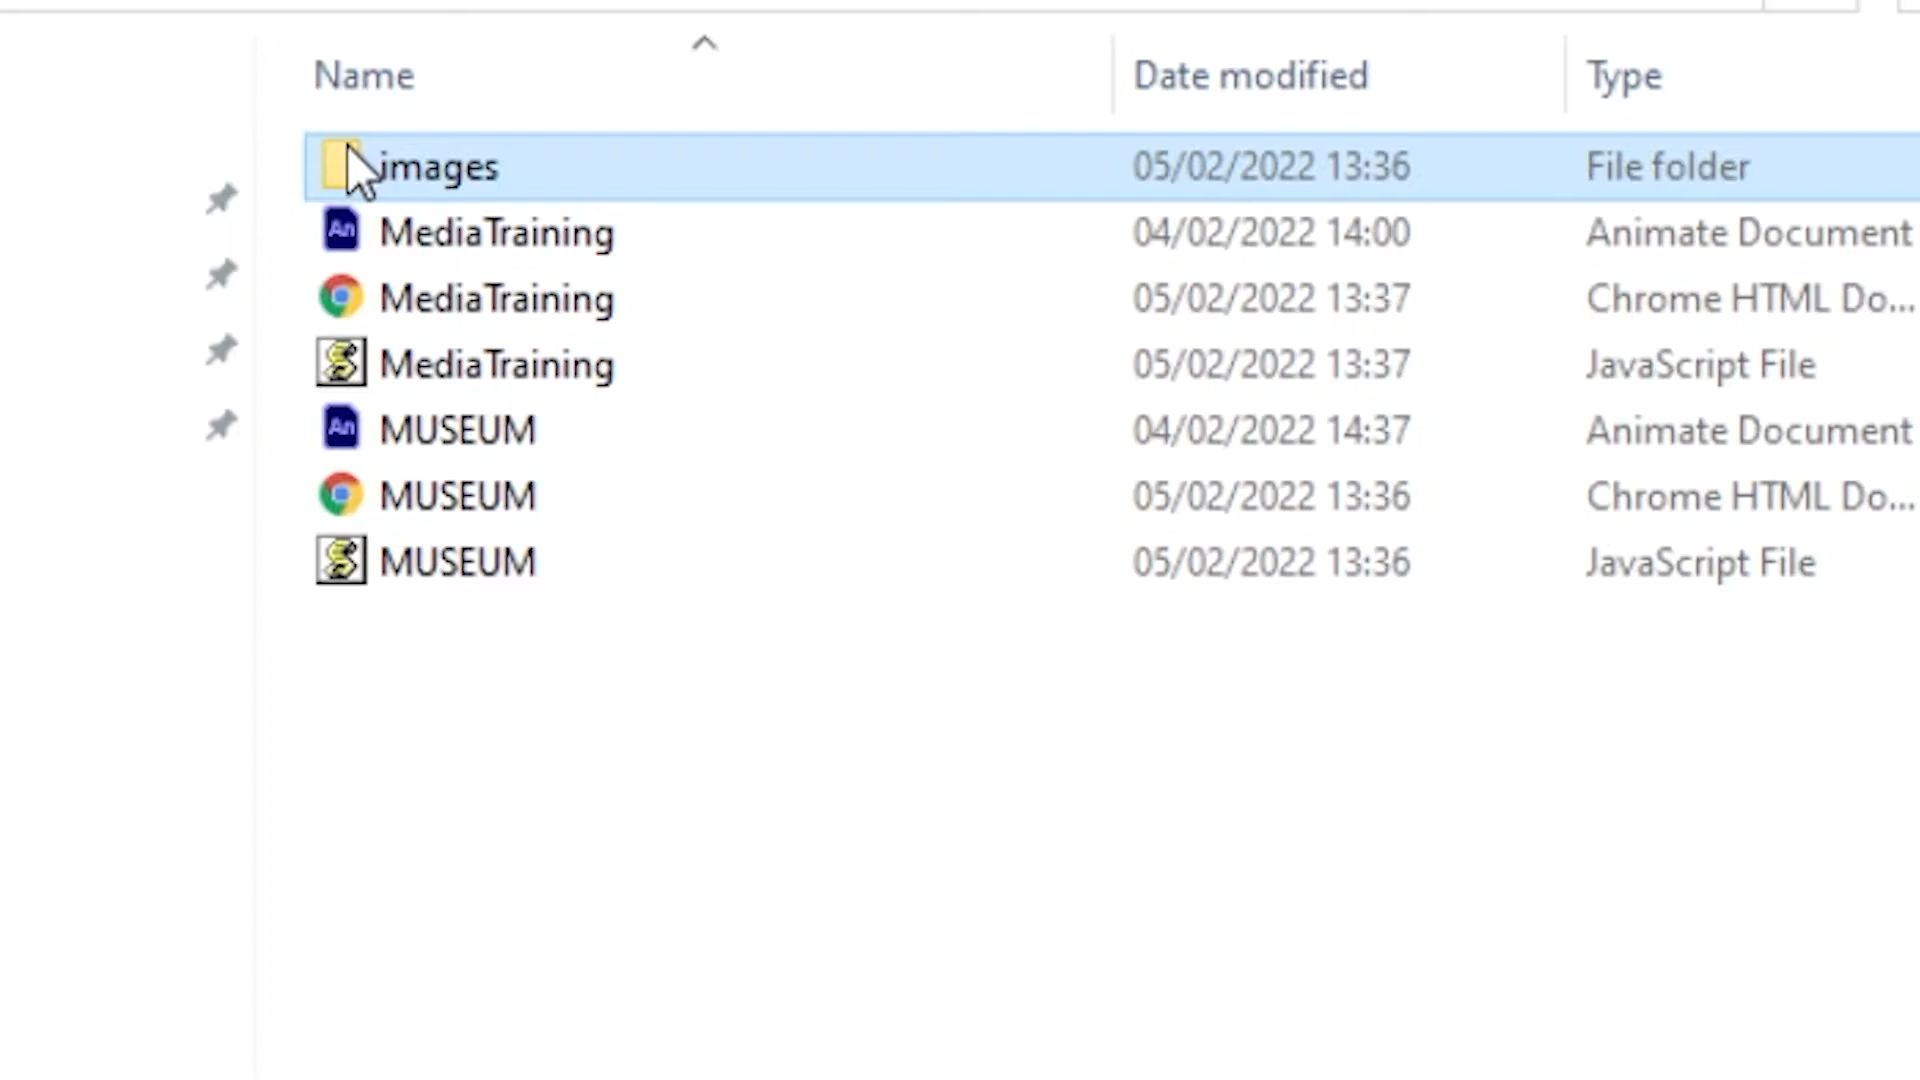 Name Date modified Type
images 05/02/2022 13:36 File folder
An MediaTraining 04/02/2022 14:00 Animate Document
MediaTraining 05/02/2022 13:37 Chrome HTML Do...
MediaTraining 05/02/2022 13:37 JavaScript File
An MUSEUM 04/02/2022 14:37 Animate Document
MUSEUM 05/02/2022 13:36 Chrome HTML Do...
MUSEUM 05/02/2022 13:36 JavaScript File